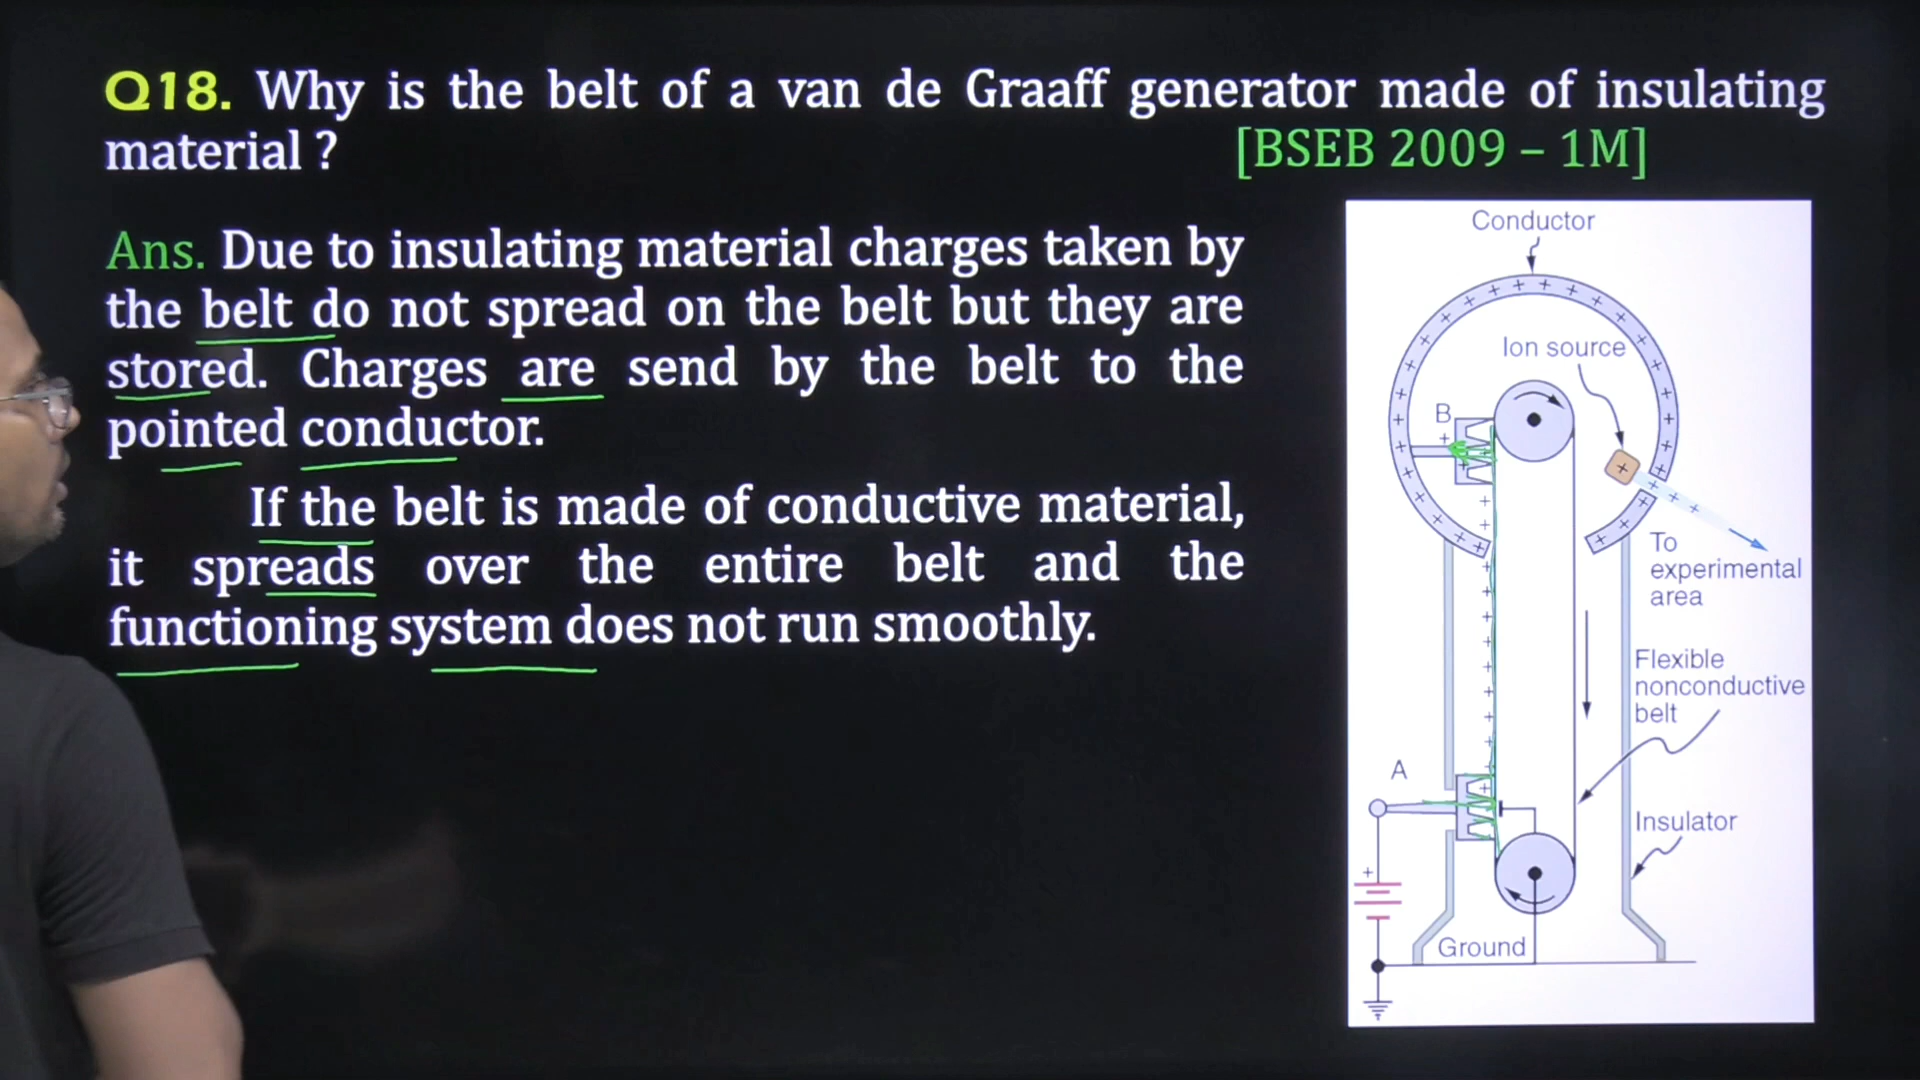 Q18. Why is the belt of a van de Graaff generator made of insulating
material ? [BSEB 2009 – 1M]
Ans. Due to insulating material charges taken by
the belt do not spread on the belt but they are
stored. Charges are send by the belt to the
pointed conductor.
If the belt is made of conductive material,
it spreads over the entire belt and the
functioning system does not run smoothly.
Conductor
Ion source
B
To
experimental
area
Flexible
nonconductive
belt
A
Insulator
Ground